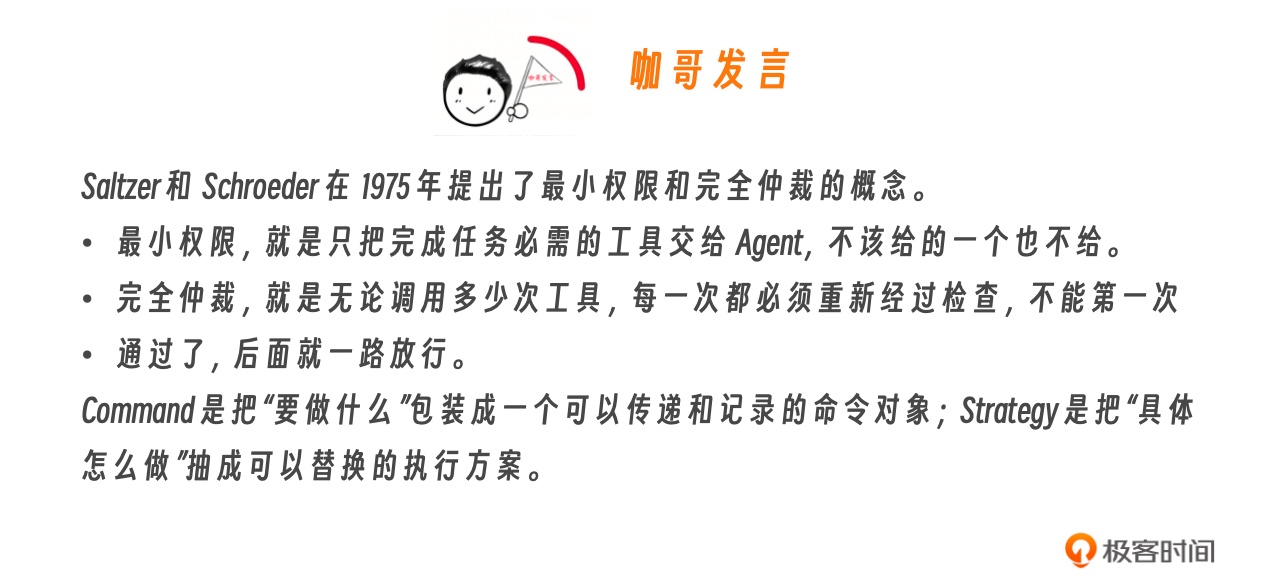 咖哥发言
咖哥发言
Saltzer和 Schroeder在 1975年提出了最小权限和完全仲裁的概念。
• 最小权限，就是只把完成任务必需的工具交给 Agent，不该给的一个也不给。
• 完全仲裁，就是无论调用多少次工具，每一次都必须重新经过检查，不能第一次
• 通过了，后面就一路放行。
Command是把“要做什么”包装成一个可以传递和记录的命令对象；Strategy是把“具体
怎么做”抽成可以替换的执行方案。
极客时间